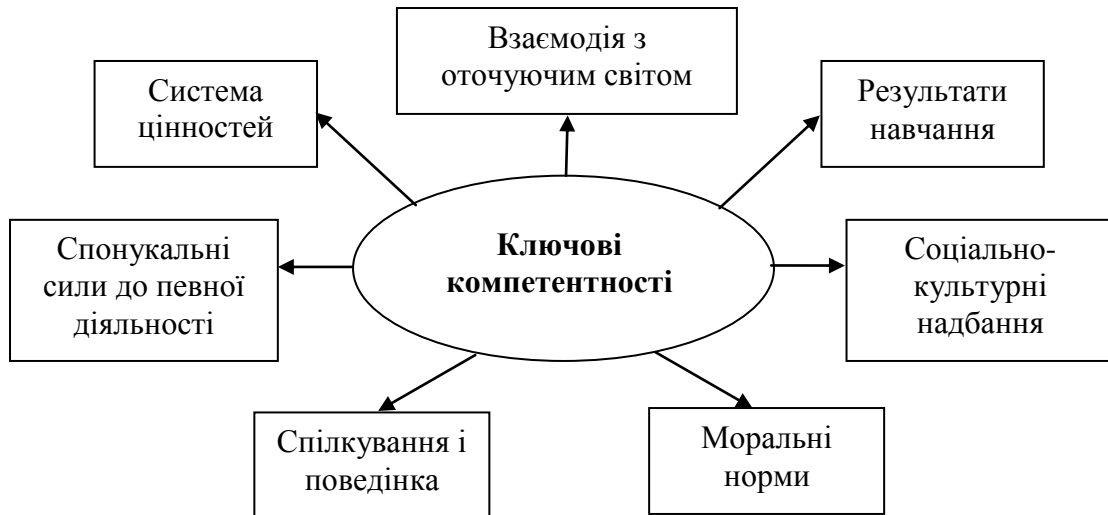 Взаємодія з
оточуючим світом
Система
цінностей
Результати
навчання
Ключові
компетентності
Спонукальні
сили до певної
діяльності
Соціально-
культурні
надбання
Спілкування і
поведінка
Моральні
норми